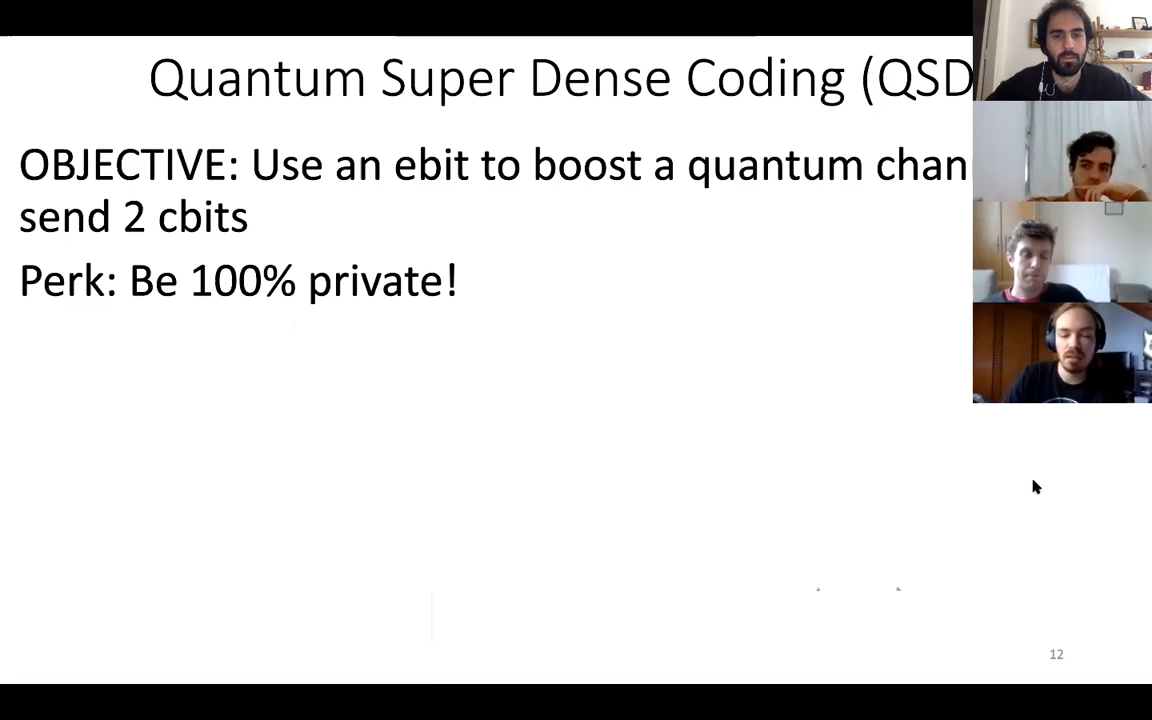 Quantum Super Dense Coding (QSD
OBJECTIVE: Use an ebit to boost a quantum chan
send 2 cbits
Perk: Be 100% private!
12